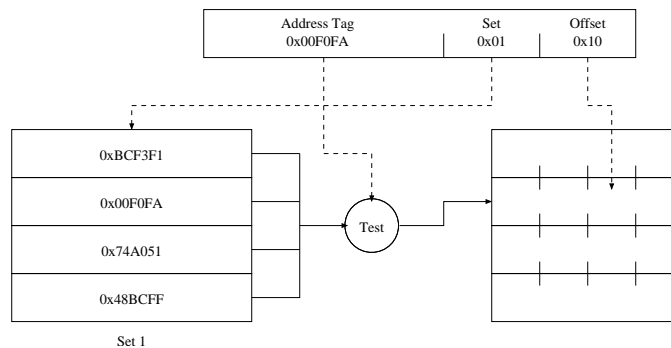 Address Tag Set Offset
0x00F0FA 0x01 0x10
0xBCF3F1
0x00F0FA
0x74A051
0x48BCFF
Test
Set 1